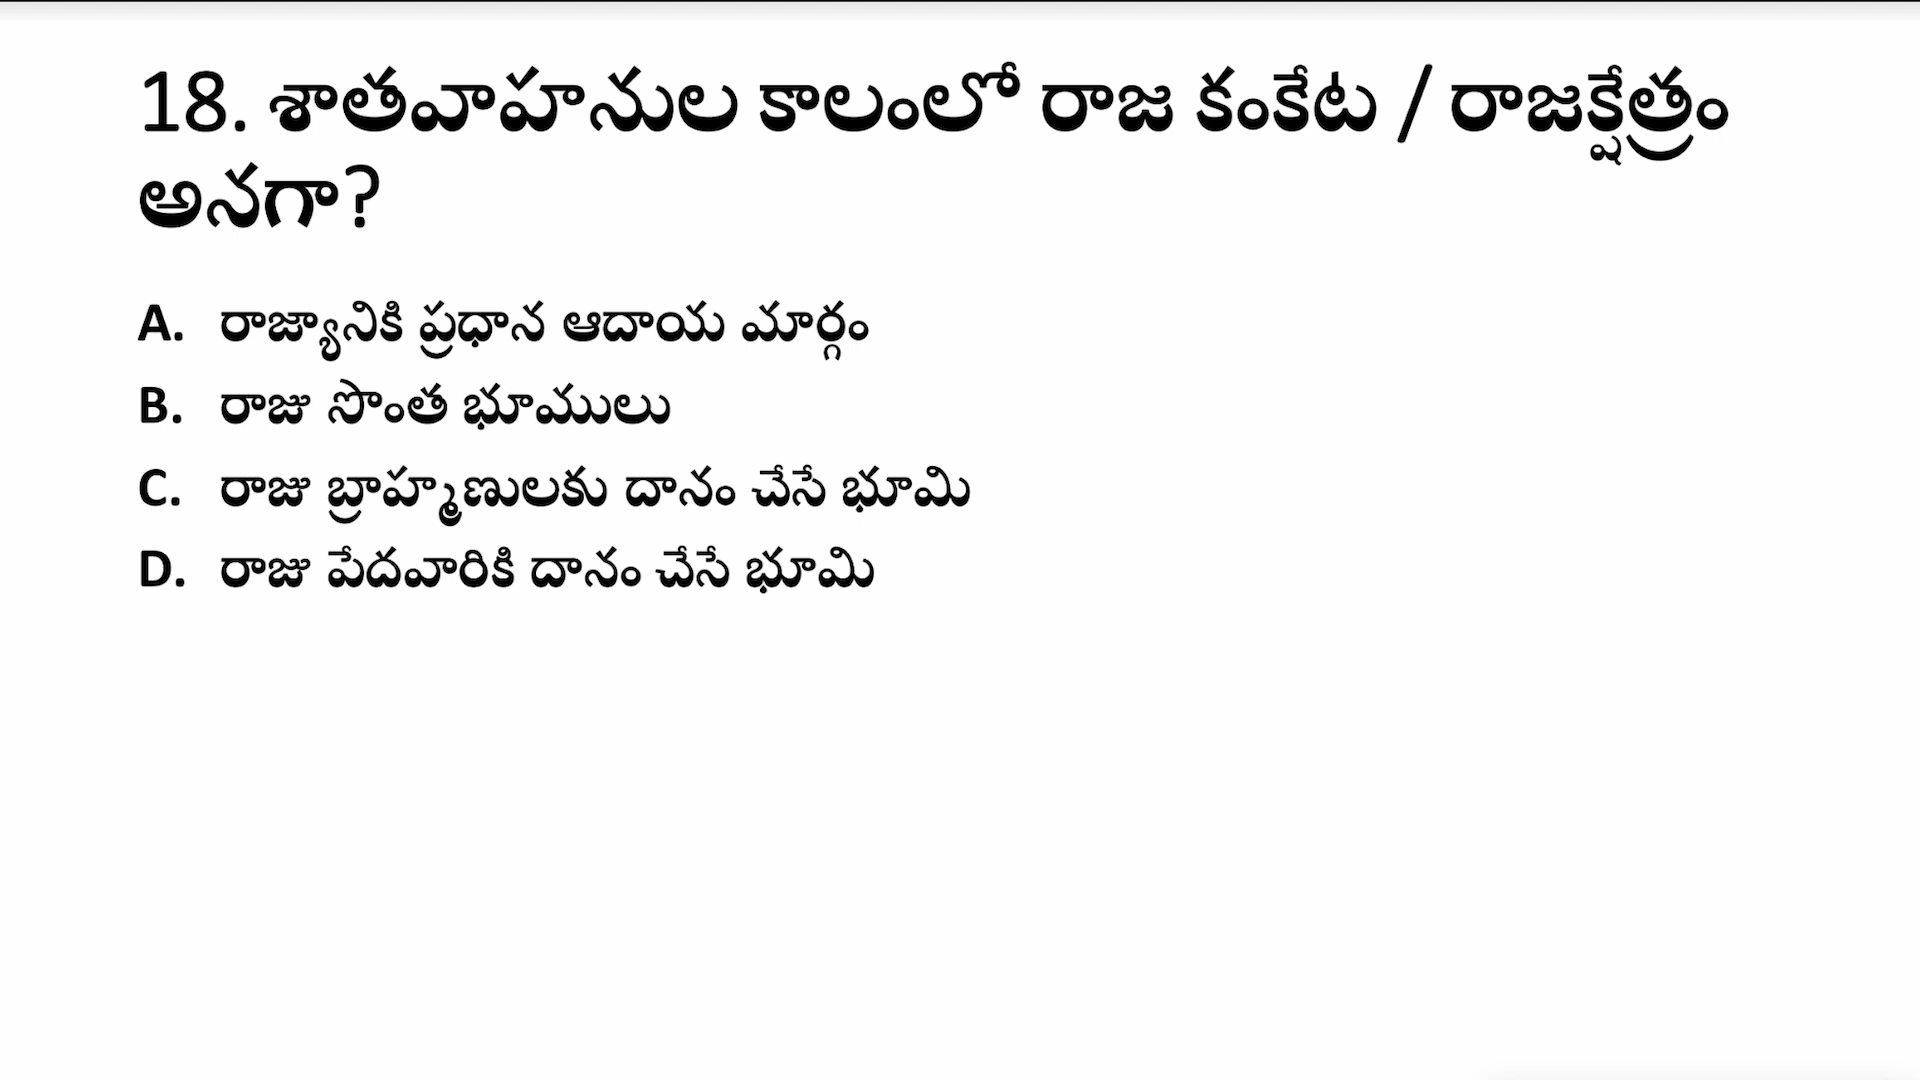 18. శాతవాహనుల కాలంలో రాజ కంకేట / రాజక్షేత్రం
అనగా?
A. రాజ్యానికి ప్రధాన ఆదాయ మార్గం
B. రాజు సొంత భూములు
C. రాజు బ్రాహ్మణులకు దానం చేసే భూమి
D. రాజు పేదవారికి దానం చేసే భూమి